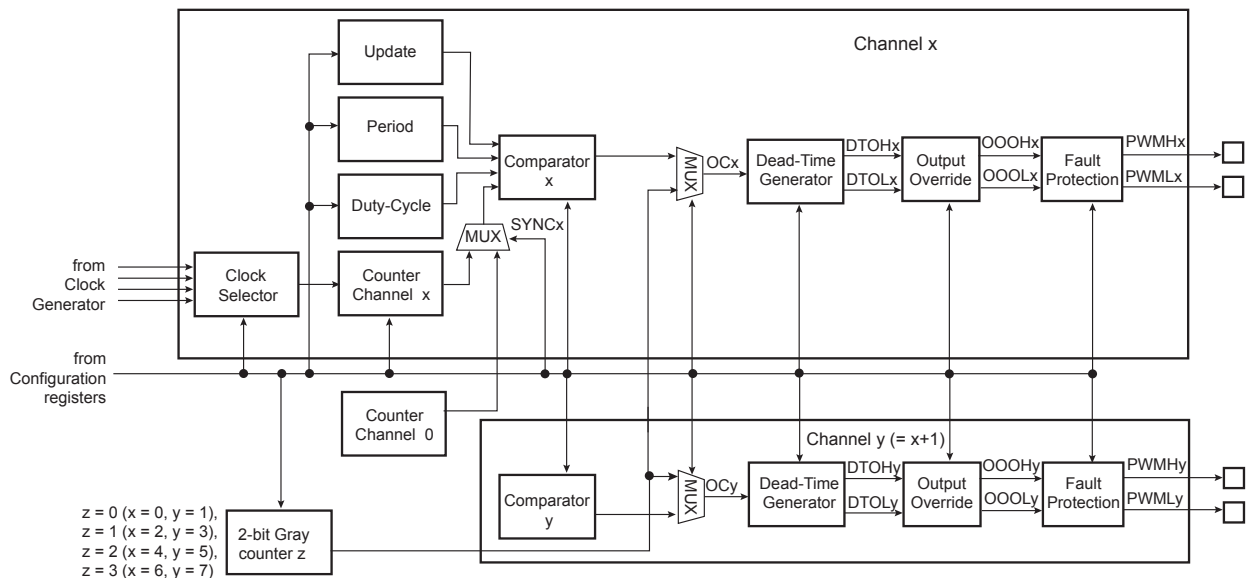 Channel x
Update
Period
Duty-Cycle
Comparator
x
MUX
SYNCx
MUX
OCx
Dead-Time
Generator
DTOHx
DTOLx
Output
Override
OOOHx
OOOLx
Fault
Protection
PWMHx
PWMLx
from
Clock
Generator
Clock
Selector
Counter
Channel x
from
Configuration
registers
Counter
Channel 0
Channel y (= x+1)
Comparator
y
MUX
OCy
Dead-Time
Generator
DTOHy
DTOLy
Output
Override
OOOHy
OOOLy
Fault
Protection
PWMHy
PWMLy
z = 0 (x = 0, y = 1),
z = 1 (x = 2, y = 3),
z = 2 (x = 4, y = 5),
z = 3 (x = 6, y = 7)
2-bit Gray
counter z